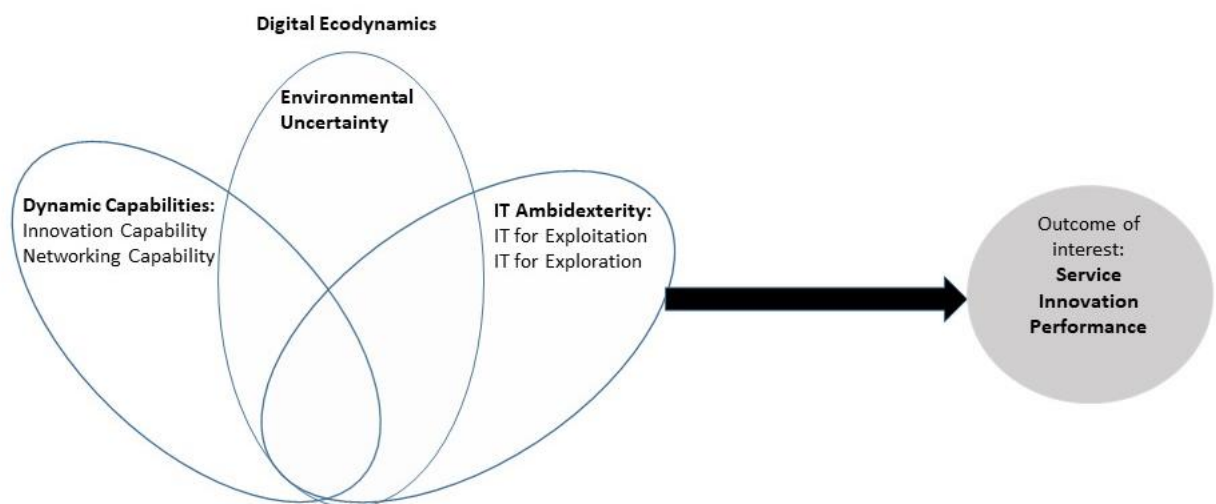 Digital Ecodynamics
Environmental
Uncertainty
Dynamic Capabilities:
Innovation Capability
Networking Capability
IT Ambidexterity:
IT for Exploitation
IT for Exploration
Outcome of
interest:
Service
Innovation
Performance